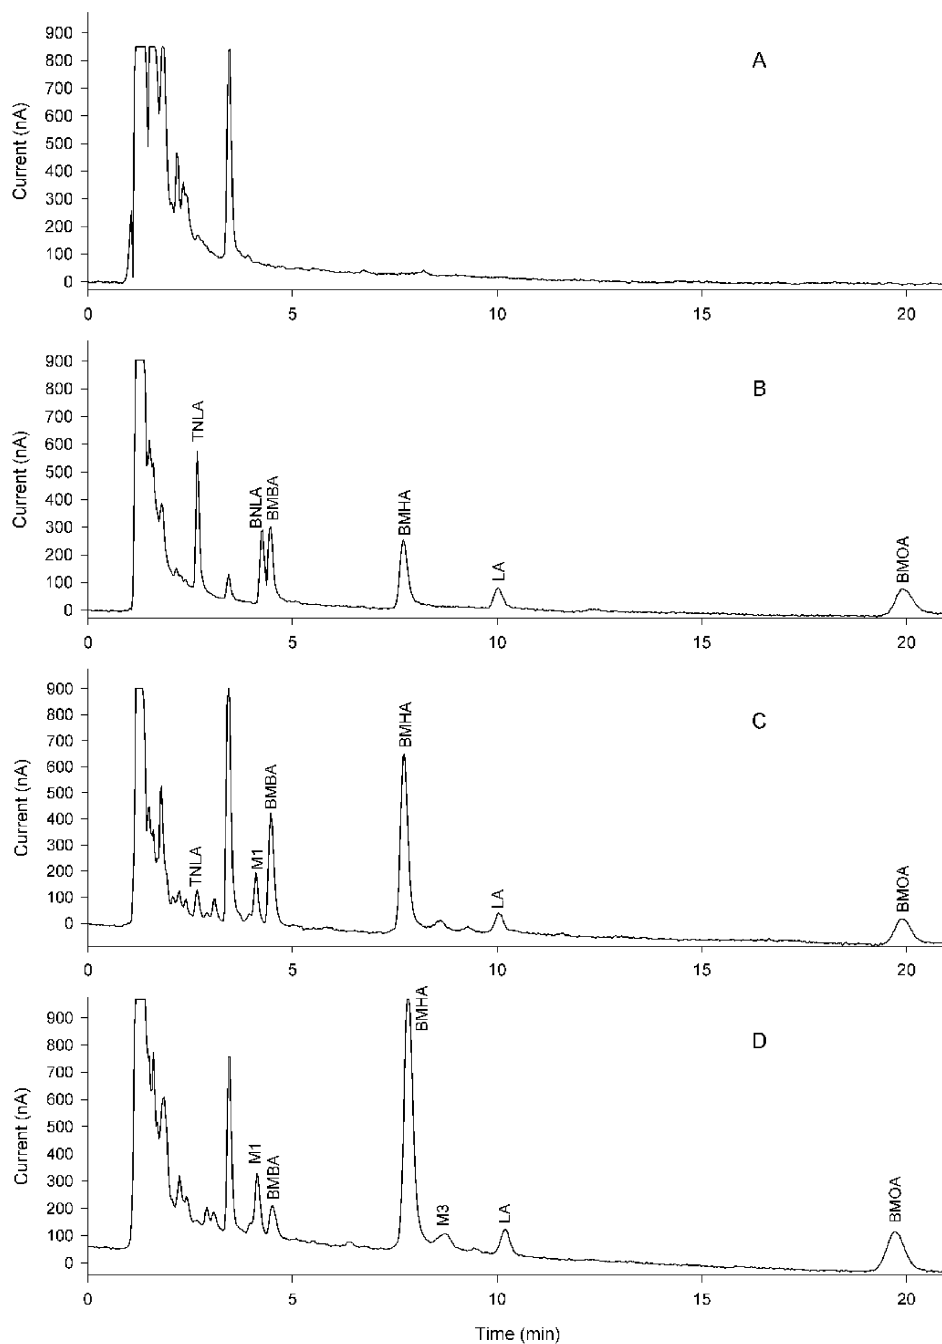 A
Current (nA)
900
800
700
600
500
400
300
200
100
0
0 5 10 15 20
B
Current (nA)
900
800
700
600
500
400
300
200
100
0
TNLA
BNLA
BMBA
BMHA
LA
BMOA
0 5 10 15 20
C
Current (nA)
900
800
700
600
500
400
300
200
100
0
TNLA
M1
BMBA
BMHA
LA
BMOA
0 5 10 15 20
D
Current (nA)
900
800
700
600
500
400
300
200
100
0
M1
BMBA
BMHA
M3
LA
BMOA
0 5 10 15 20
Time (min)